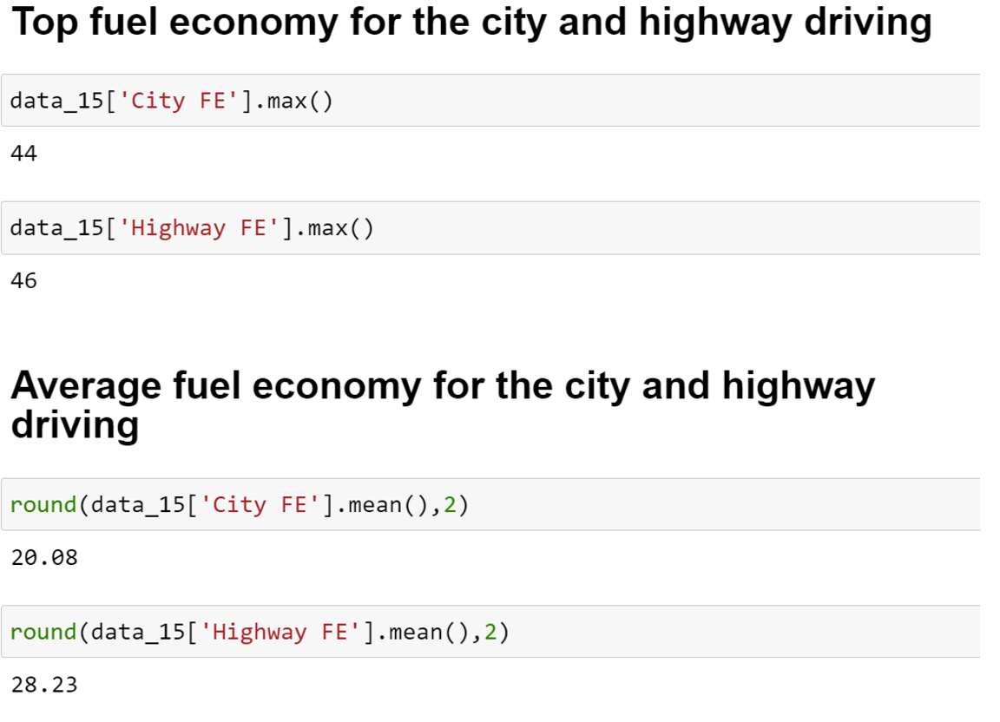 Top fuel economy for the city and highway driving
data_15['City FE'].max()
44
data_15['Highway FE'].max()
46
Average fuel economy for the city and highway
driving
round(data_15['City FE'].mean(),2)
20.08
round(data_15['Highway FE'].mean(),2)
28.23